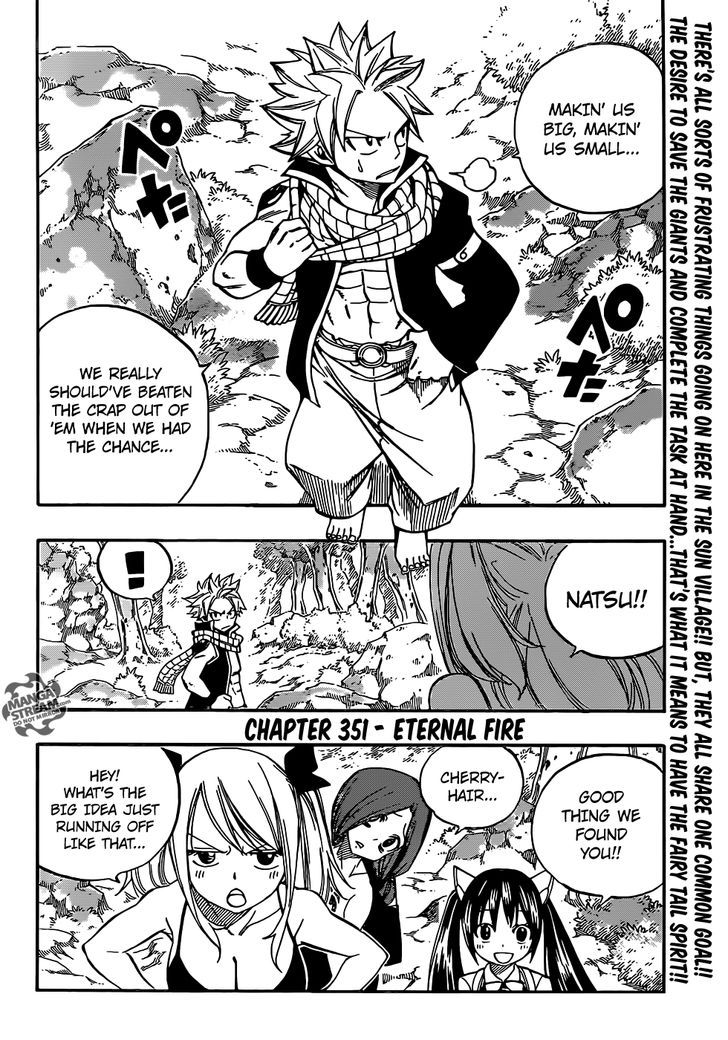 THERE'S ALL SORTS OF FRUSTRATING THINGS GOING ON HERE IN THE SUN VILLAGE!! BUT, THEY ALL SHARE ONE COMMON GOAL!!
THE DESIRE TO SAVE THE GIANTS AND COMPLETE THE TASK AT HAND...THAT'S WHAT IT MEANS TO HAVE THE FAIRY TAIL SPIRIT!!
MAKIN' US
BIG, MAKIN'
US SMALL...
ペロ
ペロ
WE REALLY
SHOULD'VE BEATEN
THE CRAP OUT OF
'EM WHEN WE HAD
THE CHANCE...
NATSU!!
!
MANGA
STREAM
DO NOT MIRROR
CHAPTER 351 - ETERNAL FIRE
GOOD
THING WE
FOUND
YOU!!
CHERRY-
HAIR...
HEY!
WHAT'S THE
BIG IDEA JUST
RUNNING OFF
LIKE THAT...